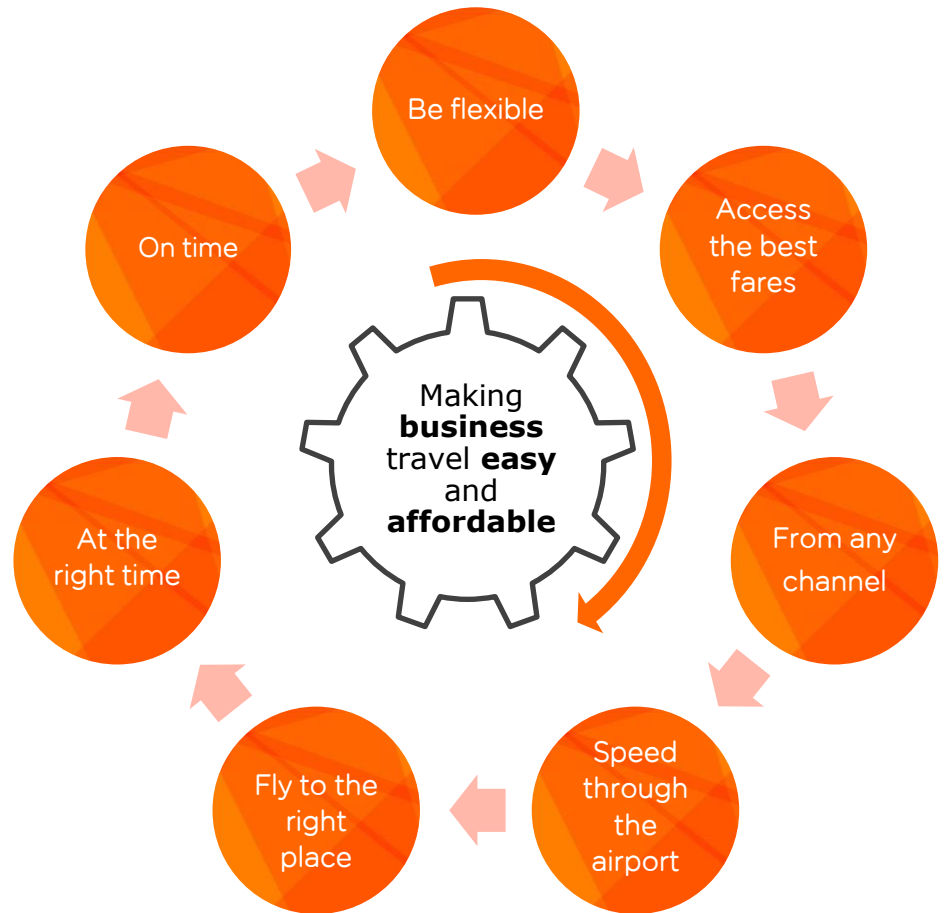 Be flexible
Access
the best
fares
From any
channel
Speed
through
the
airport
Fly to the
right
place
At the
right time
On time
Making
business
travel easy
and
affordable